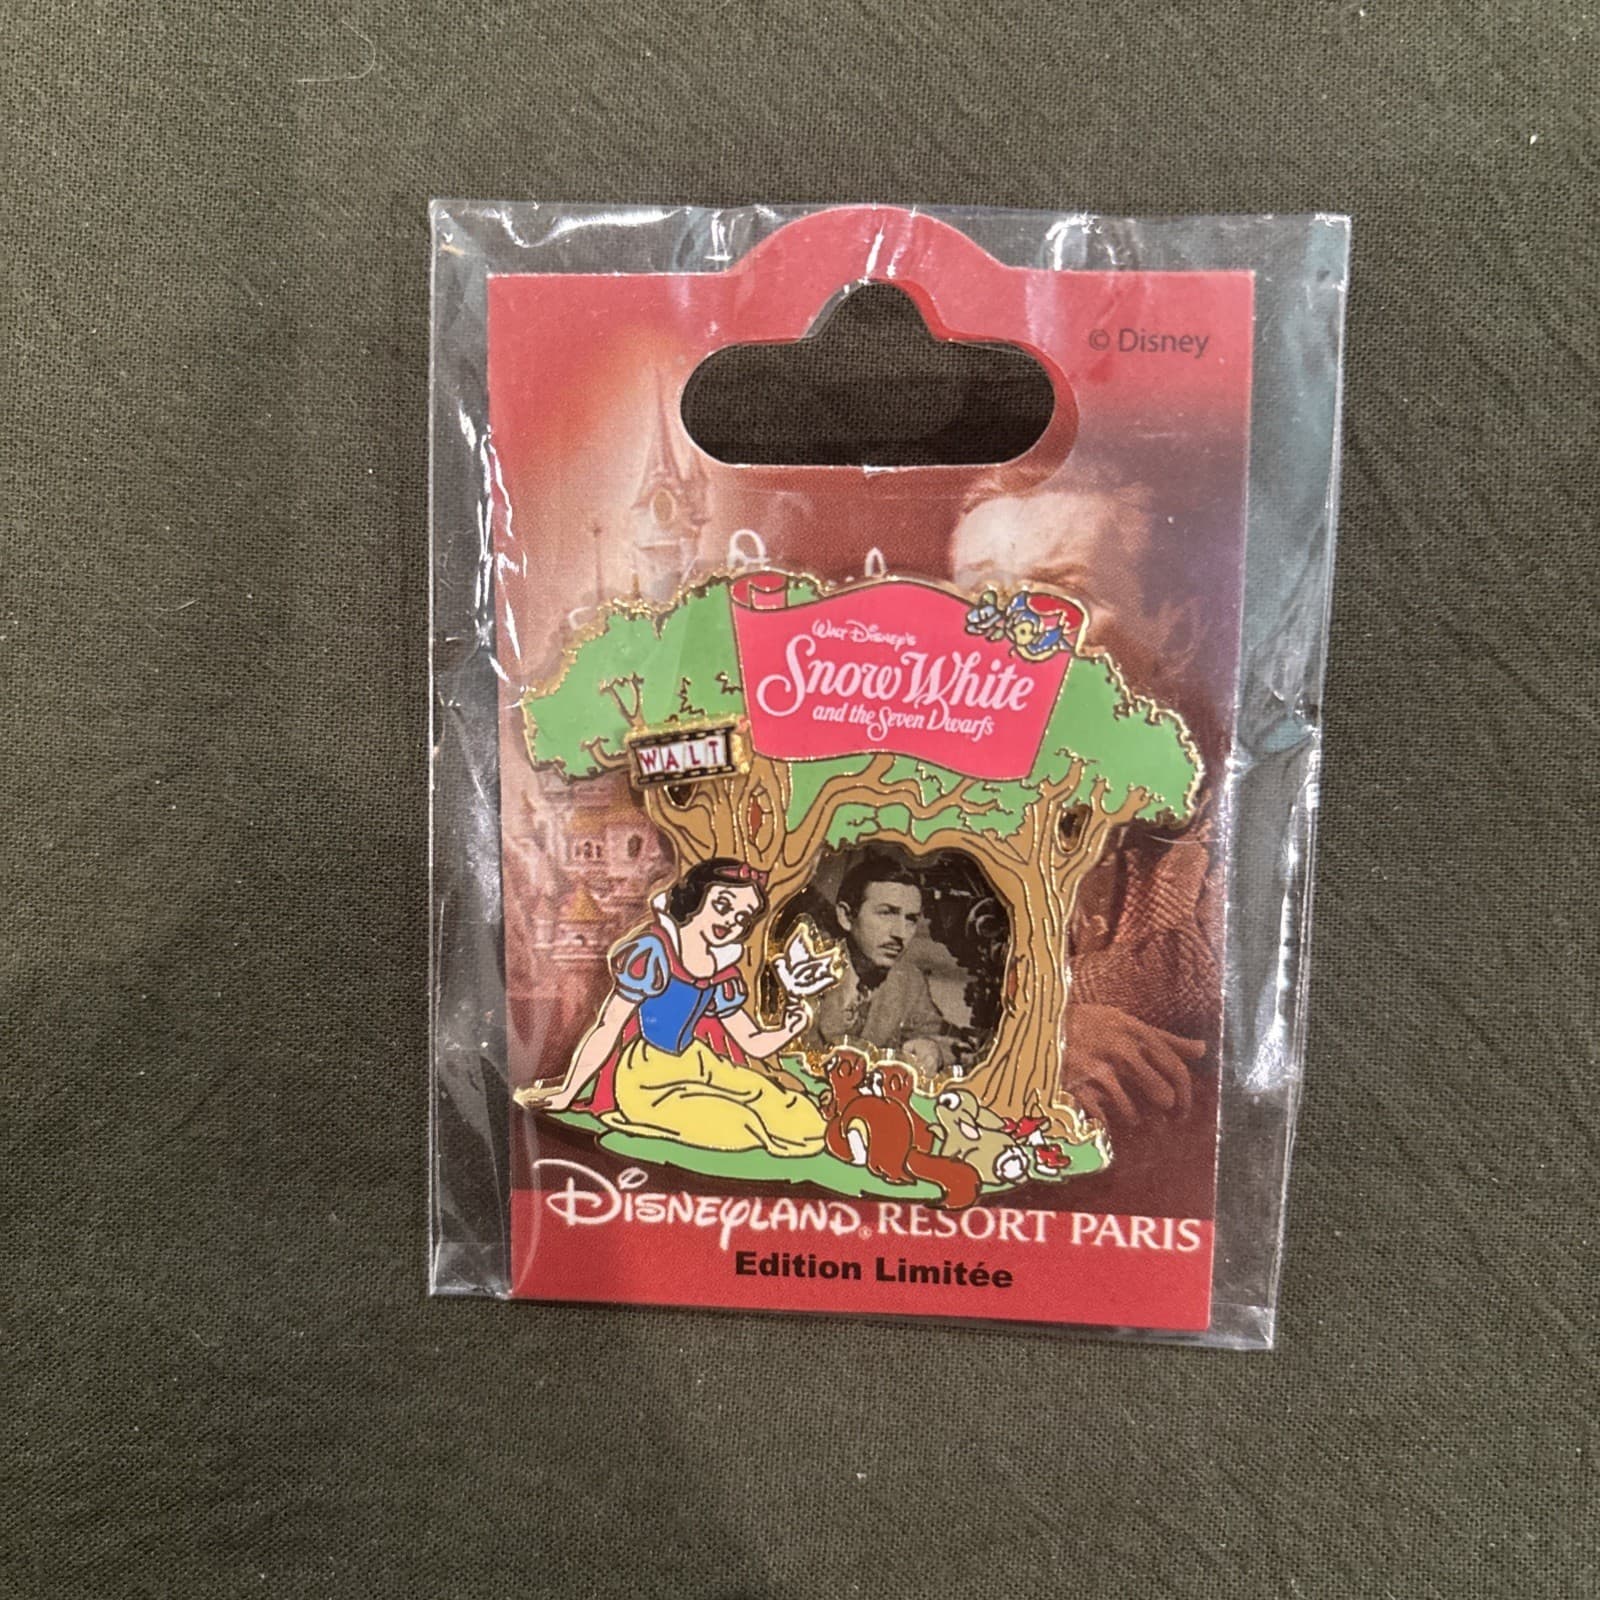 © Disney
Walt Disney's
Snow White
and the Seven Dwarfs
WALT
Disneyland® RESORT PARIS
Edition Limitée